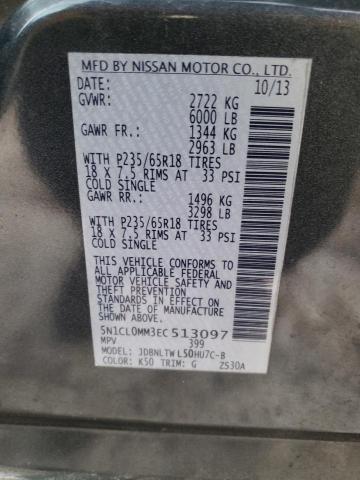 MFD BY NISSAN MOTOR CO., LTD.
DATE: 10/13
GVWR: 2722 KG
6000 LB
GAWR FR.: 1344 KG
2963 LB
WITH P235/65R18 TIRES
18 X 7.5 RIMS AT 33 PSI
COLD SINGLE
GAWR RR.: 1496 KG
3298 LB
WITH P235/65R18 TIRES
18 X 7.5 RIMS AT 33 PSI
COLD SINGLE
THIS VEHICLE CONFORMS TO
ALL APPLICABLE FEDERAL
MOTOR VEHICLE SAFETY AND
THEFT PREVENTION
STANDARDS IN EFFECT ON
THE DATE OF MANUFACTURE
SHOWN ABOVE.
5N1CL0MM3EC513097
MPV 399
MODEL: JDBNLTWL50HU7C-B
COLOR: K50 TRIM: G ZS30A